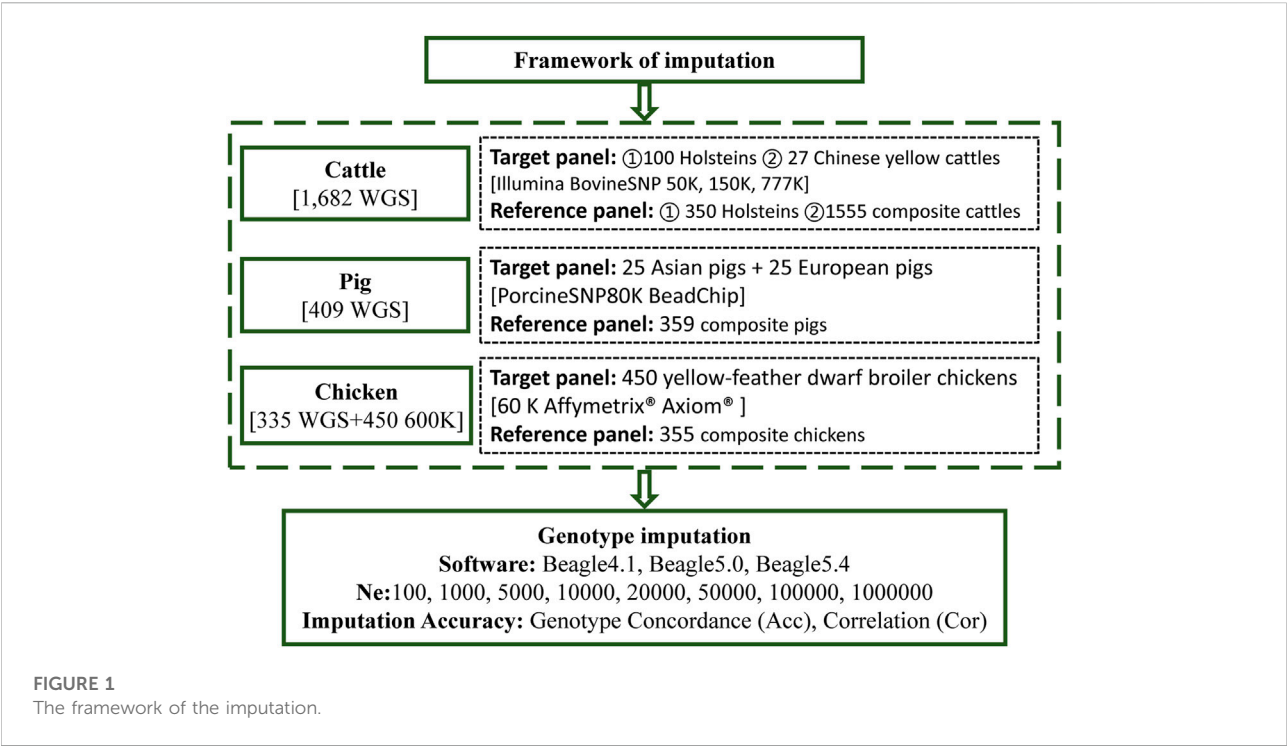 Framework of imputation
Cattle
[1,682 WGS]
Target panel: ①100 Holsteins ② 27 Chinese yellow cattles
[Illumina BovineSNP 50K, 150K, 777K]
Reference panel: ① 350 Holsteins ②1555 composite cattles
Pig
[409 WGS]
Target panel: 25 Asian pigs + 25 European pigs
[PorcineSNP80K BeadChip]
Reference panel: 359 composite pigs
Chicken
[335 WGS+450 600K]
Target panel: 450 yellow-feather dwarf broiler chickens
[60 K Affymetrix® Axiom® ]
Reference panel: 355 composite chickens
Genotype imputation
Software: Beagle4.1, Beagle5.0, Beagle5.4
Ne:100, 1000, 5000, 10000, 20000, 50000, 100000, 1000000
Imputation Accuracy: Genotype Concordance (Acc), Correlation (Cor)
FIGURE 1
The framework of the imputation.